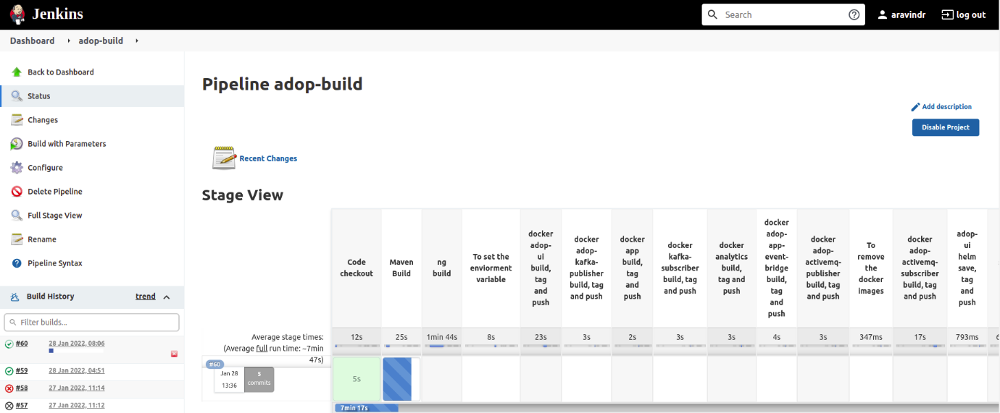 Jenkins
Search
aravindr
log out
Dashboard
adop-build
Back to Dashboard
Status
Changes
Build with Parameters
Configure
Delete Pipeline
Full Stage View
Rename
Pipeline Syntax
Build History
trend
Filter builds...
#60
28 Jan 2022, 08:06
#59
28 Jan 2022, 04:51
#58
27 Jan 2022, 11:14
#57
27 Jan 2022, 11:12
Pipeline adop-build
Add description
Disable Project
Recent Changes
Stage View
Code
checkout
Maven
Build
ng
build
To set the
enviorment
variable
docker
adop-
ui
build,
tag
and
push
docker
adop-
kafka-
publisher
build, tag
and push
docker
app
build,
tag
and
push
docker
kafka-
subscriber
build, tag
and push
docker
analytics
build,
tag and
push
docker
adop-
app-
event-
bridge
build,
tag
and
push
docker
adop-
activemq-
publisher
build, tag
and push
To
remove
the
docker
images
docker
adop-
activemq-
subscriber
build, tag
and push
adop-
ui
helm
save,
tag
and
push
Average stage times:
(Average full run time: ~7min
47s)
12s
25s
1min 44s
8s
23s
3s
2s
3s
3s
4s
3s
347ms
17s
793ms
#60
Jan 28
13:36
5
commits
5s
7min 17s